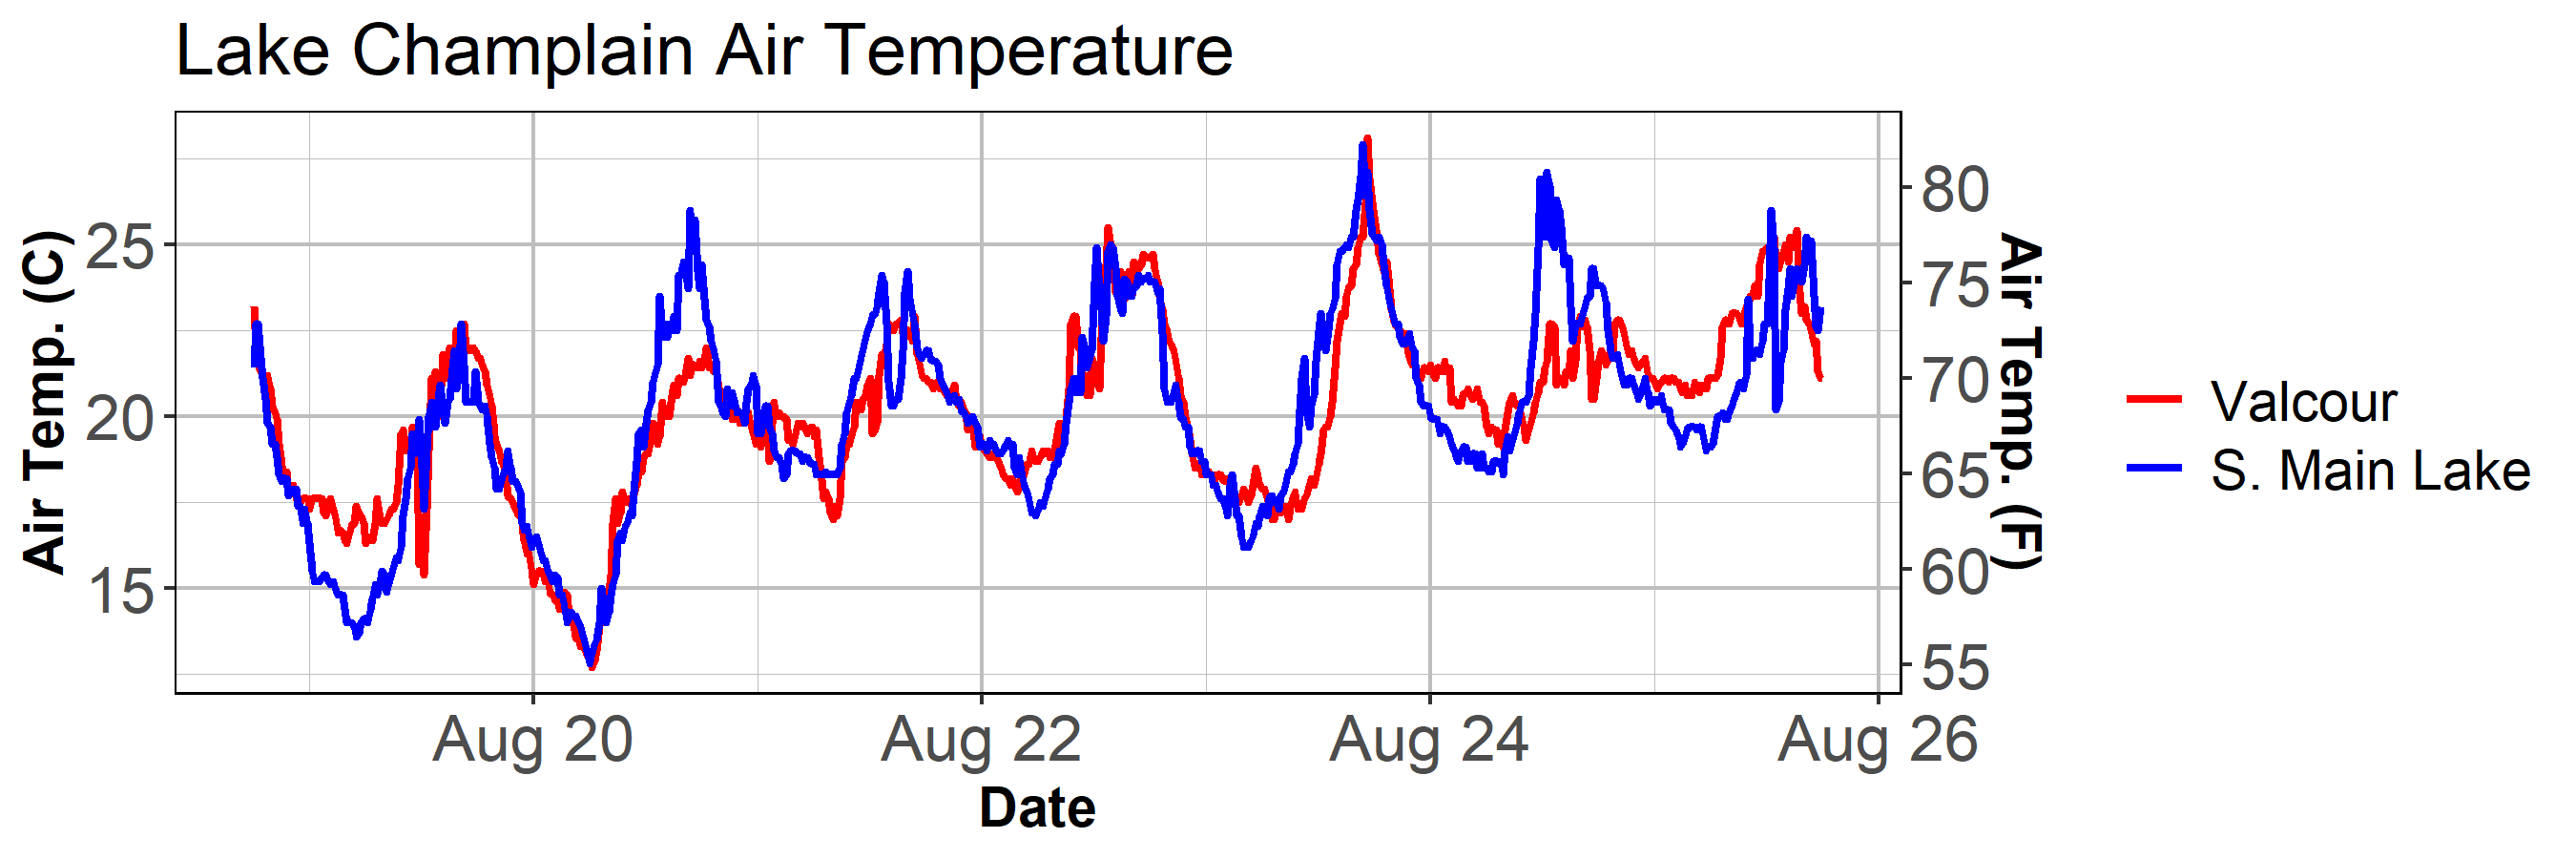 Lake Champlain Air Temperature
Air Temp. (C)
25
20
15
80
75
70
65
60
55
Air Temp. (F)
Aug 20
Aug 22
Aug 24
Aug 26
Date
Valcour
S. Main Lake